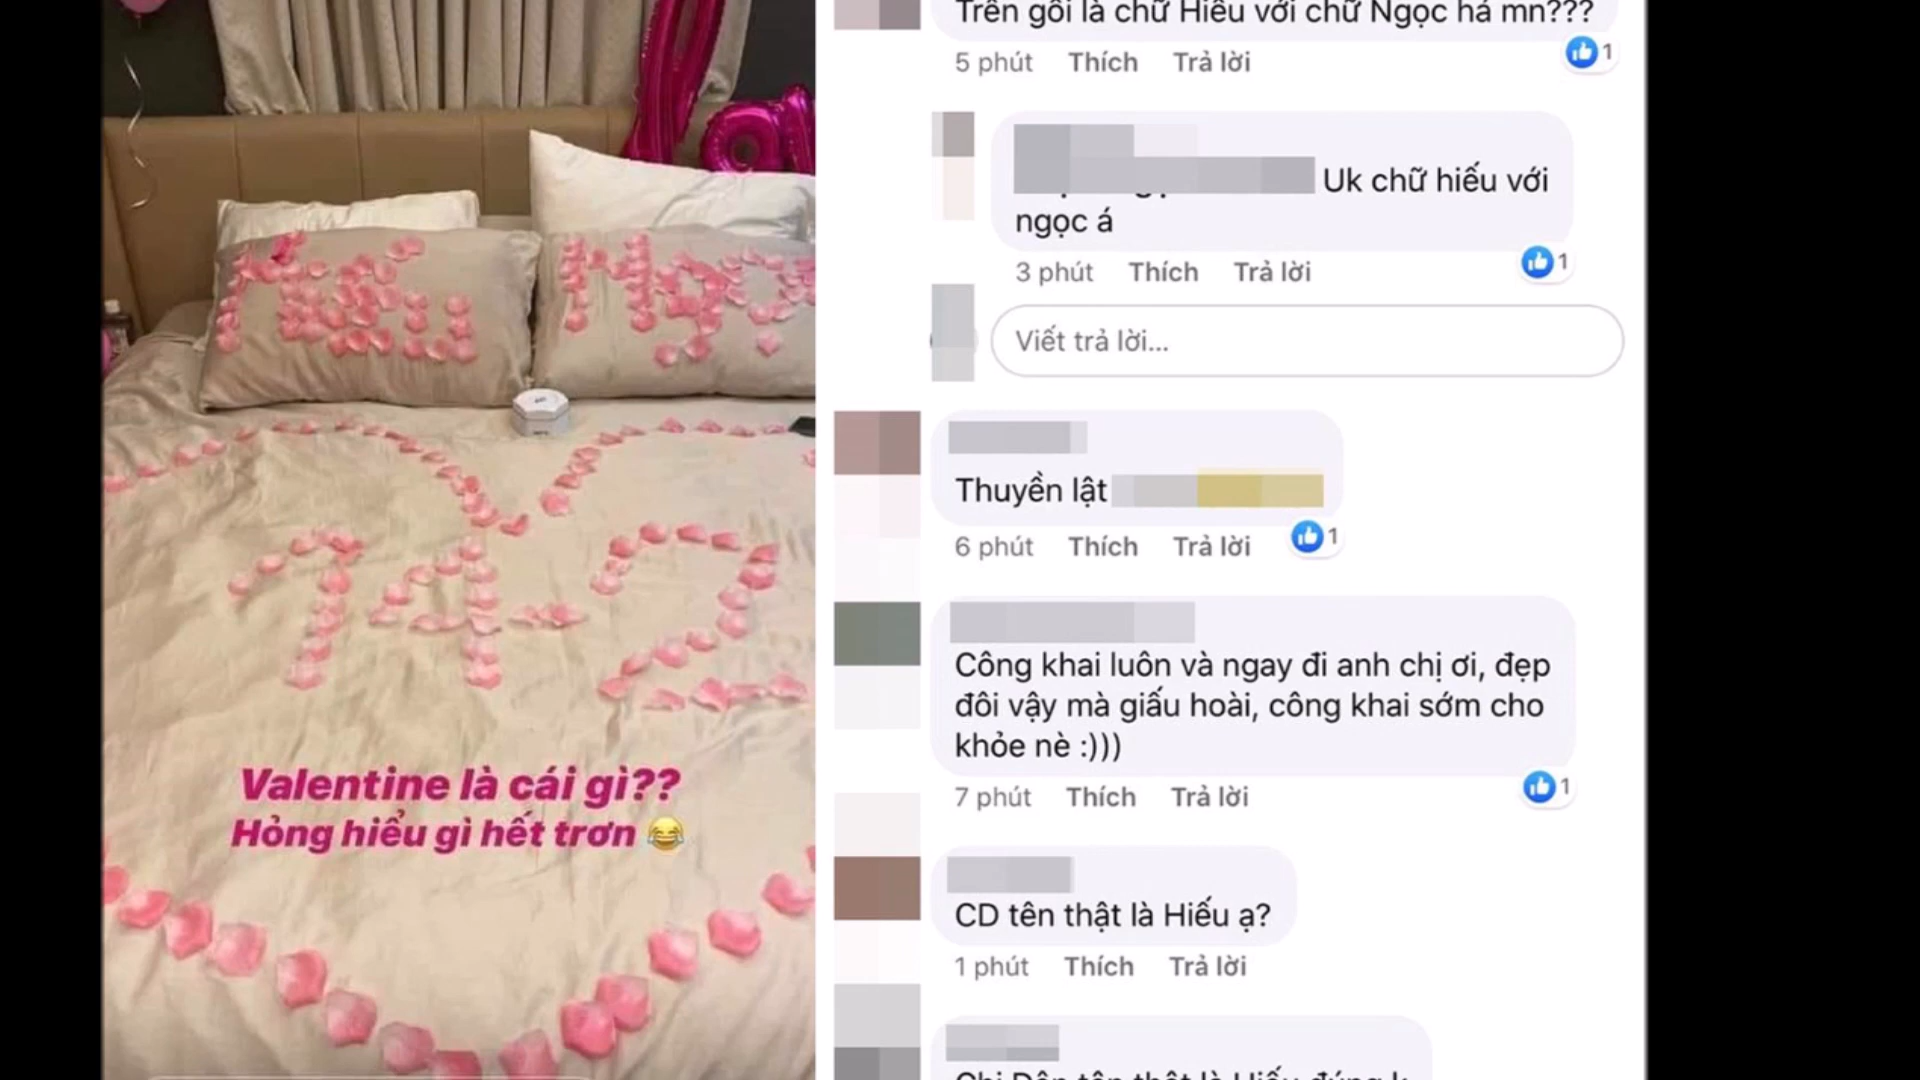 Hiếu
Ngọ
14-2
Valentine là cái gì??
Hỏng hiểu gì hết trơn 😂
Trên gối là chữ Hiếu với chữ Ngọc há mn???
5 phút Thích Trả lời 1
Uk chữ hiếu với
ngọc á
3 phút Thích Trả lời 1
Viết trả lời...
Thuyền lật
6 phút Thích Trả lời 1
Công khai luôn và ngay đi anh chị ơi, đẹp
đôi vậy mà giấu hoài, công khai sớm cho
khỏe nè :)))
7 phút Thích Trả lời 1
CD tên thật là Hiếu ạ?
1 phút Thích Trả lời